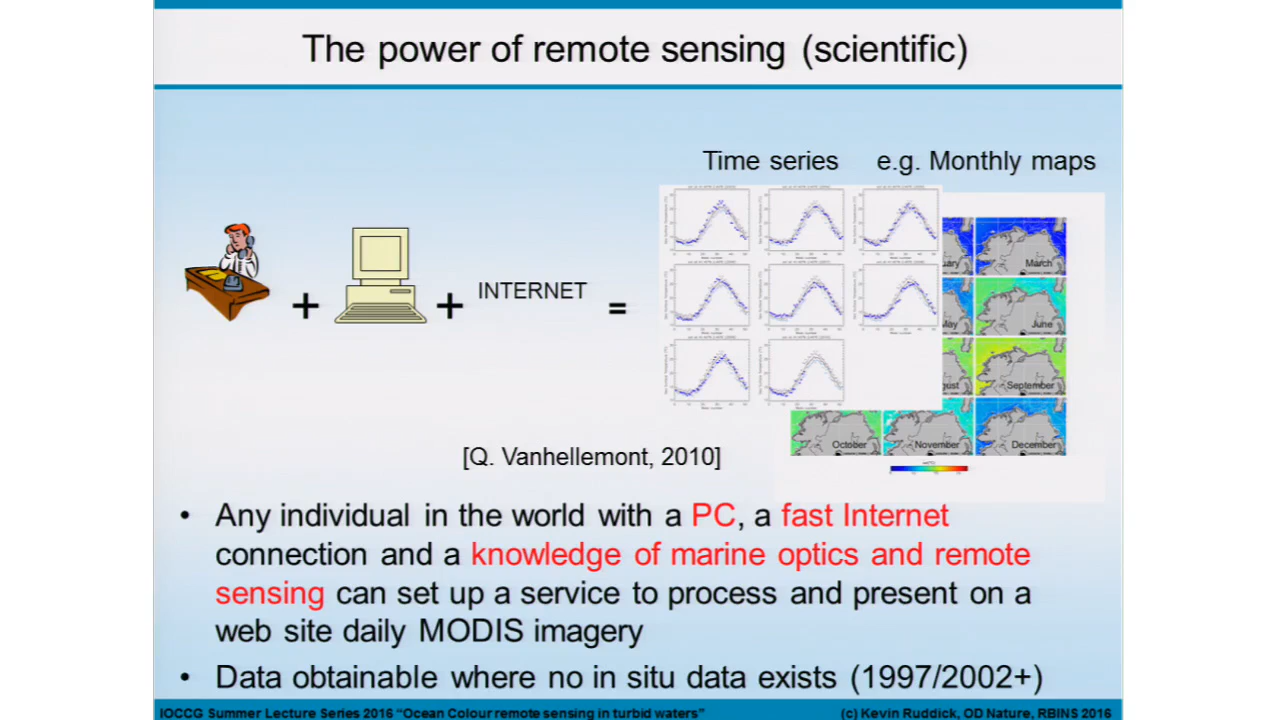 The power of remote sensing (scientific)
Time series
e.g. Monthly maps
March
May
June
September
October
November
December
+
+
INTERNET
=
[Q. Vanhellemont, 2010]
• Any individual in the world with a PC, a fast Internet
connection and a knowledge of marine optics and remote
sensing can set up a service to process and present on a
web site daily MODIS imagery
• Data obtainable where no in situ data exists (1997/2002+)
IOCCG Summer Lecture Series 2016 “Ocean Colour remote sensing in turbid waters”
(c) Kevin Ruddick, OD Nature, RBINS 2016